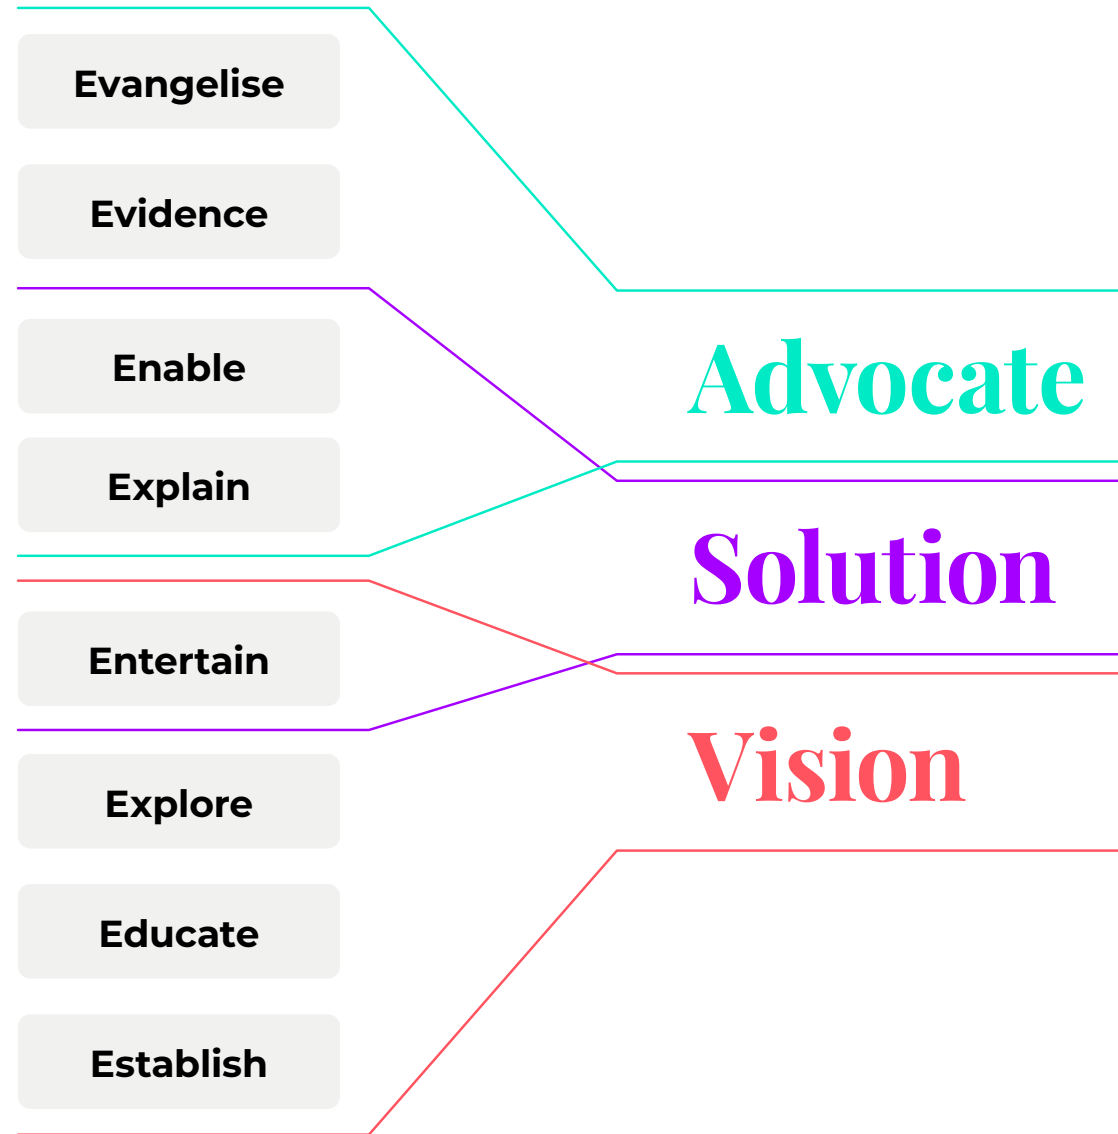 Evangelise
Evidence
Enable
Explain
Entertain
Explore
Educate
Establish
Advocate
Solution
Vision